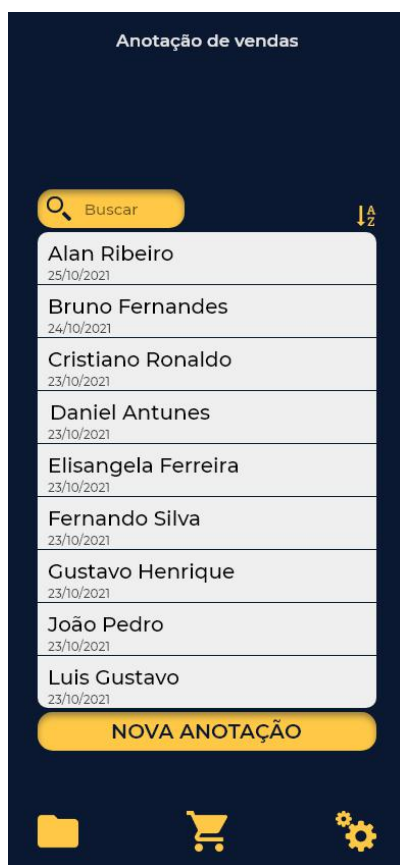 Anotação de vendas
Buscar
A
Z
Alan Ribeiro
25/10/2021
Bruno Fernandes
24/10/2021
Cristiano Ronaldo
23/10/2021
Daniel Antunes
23/10/2021
Elisangela Ferreira
23/10/2021
Fernando Silva
23/10/2021
Gustavo Henrique
23/10/2021
João Pedro
23/10/2021
Luis Gustavo
23/10/2021
NOVA ANOTAÇÃO